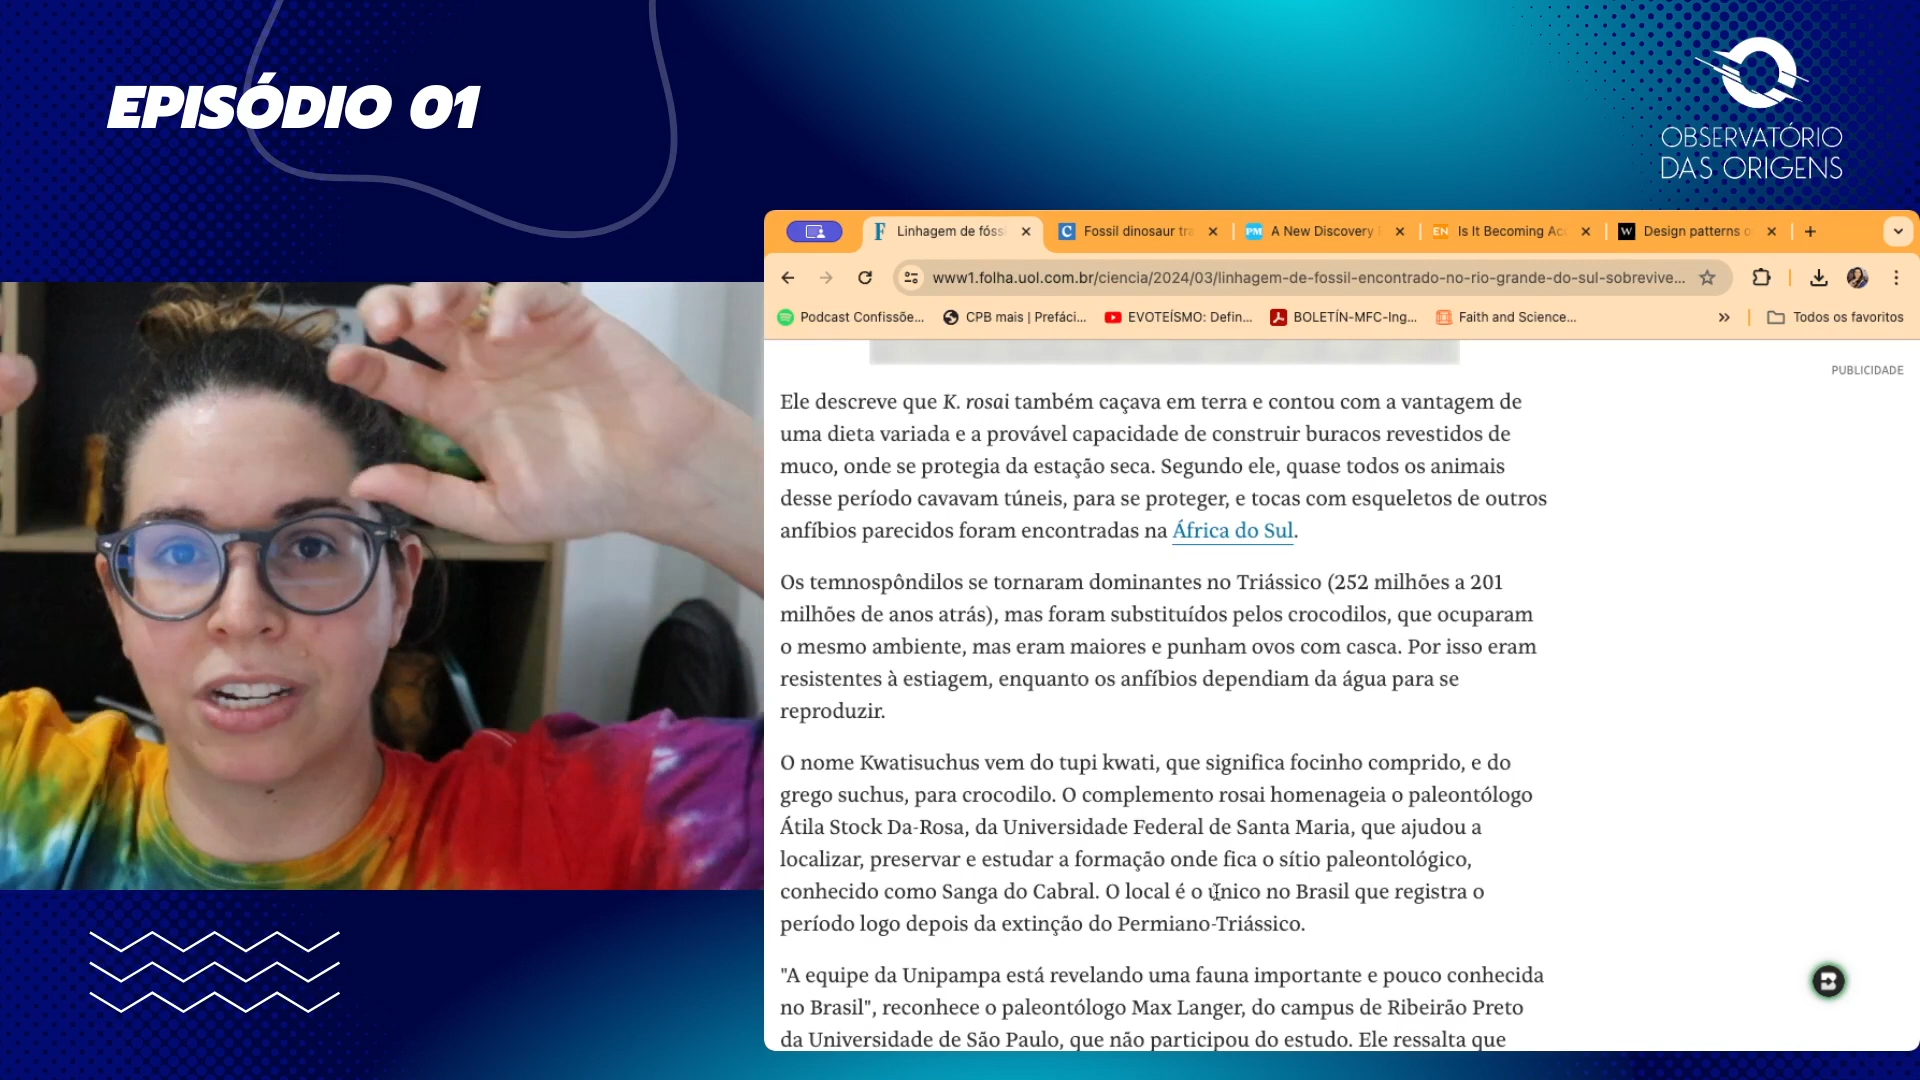 EPISÓDIO 01
OBSERVATÓRIO
DAS ORIGENS
Linhagem de fóss
Fossil dinosaur tra
A New Discovery
EN
Is It Becoming Ac
W
Design patterns o
www1.folha.uol.com.br/ciencia/2024/03/linhagem-de-fossil-encontrado-no-rio-grande-do-sul-sobrevive...
Podcast Confissõe...
CPB mais | Prefáci...
EVOTEÍSMO: Defin...
BOLETÍN-MFC-Ing...
Faith and Science...
Todos os favoritos
PUBLICIDADE
Ele descreve que K. rosai também caçava em terra e contou com a vantagem de
uma dieta variada e a provável capacidade de construir buracos revestidos de
muco, onde se protegia da estação seca. Segundo ele, quase todos os animais
desse período cavavam túneis, para se proteger, e tocas com esqueletos de outros
anfíbios parecidos foram encontradas na África do Sul.
Os temnospôndilos se tornaram dominantes no Triássico (252 milhões a 201
milhões de anos atrás), mas foram substituídos pelos crocodilos, que ocuparam
o mesmo ambiente, mas eram maiores e punham ovos com casca. Por isso eram
resistentes à estiagem, enquanto os anfíbios dependiam da água para se
reproduzir.
O nome Kwatisuchus vem do tupi kwati, que significa focinho comprido, e do
grego suchus, para crocodilo. O complemento rosai homenageia o paleontólogo
Átila Stock Da-Rosa, da Universidade Federal de Santa Maria, que ajudou a
localizar, preservar e estudar a formação onde fica o sítio paleontológico,
conhecido como Sanga do Cabral. O local é o único no Brasil que registra o
período logo depois da extinção do Permiano-Triássico.
"A equipe da Unipampa está revelando uma fauna importante e pouco conhecida
no Brasil", reconhece o paleontólogo Max Langer, do campus de Ribeirão Preto
da Universidade de São Paulo, que não participou do estudo. Ele ressalta que